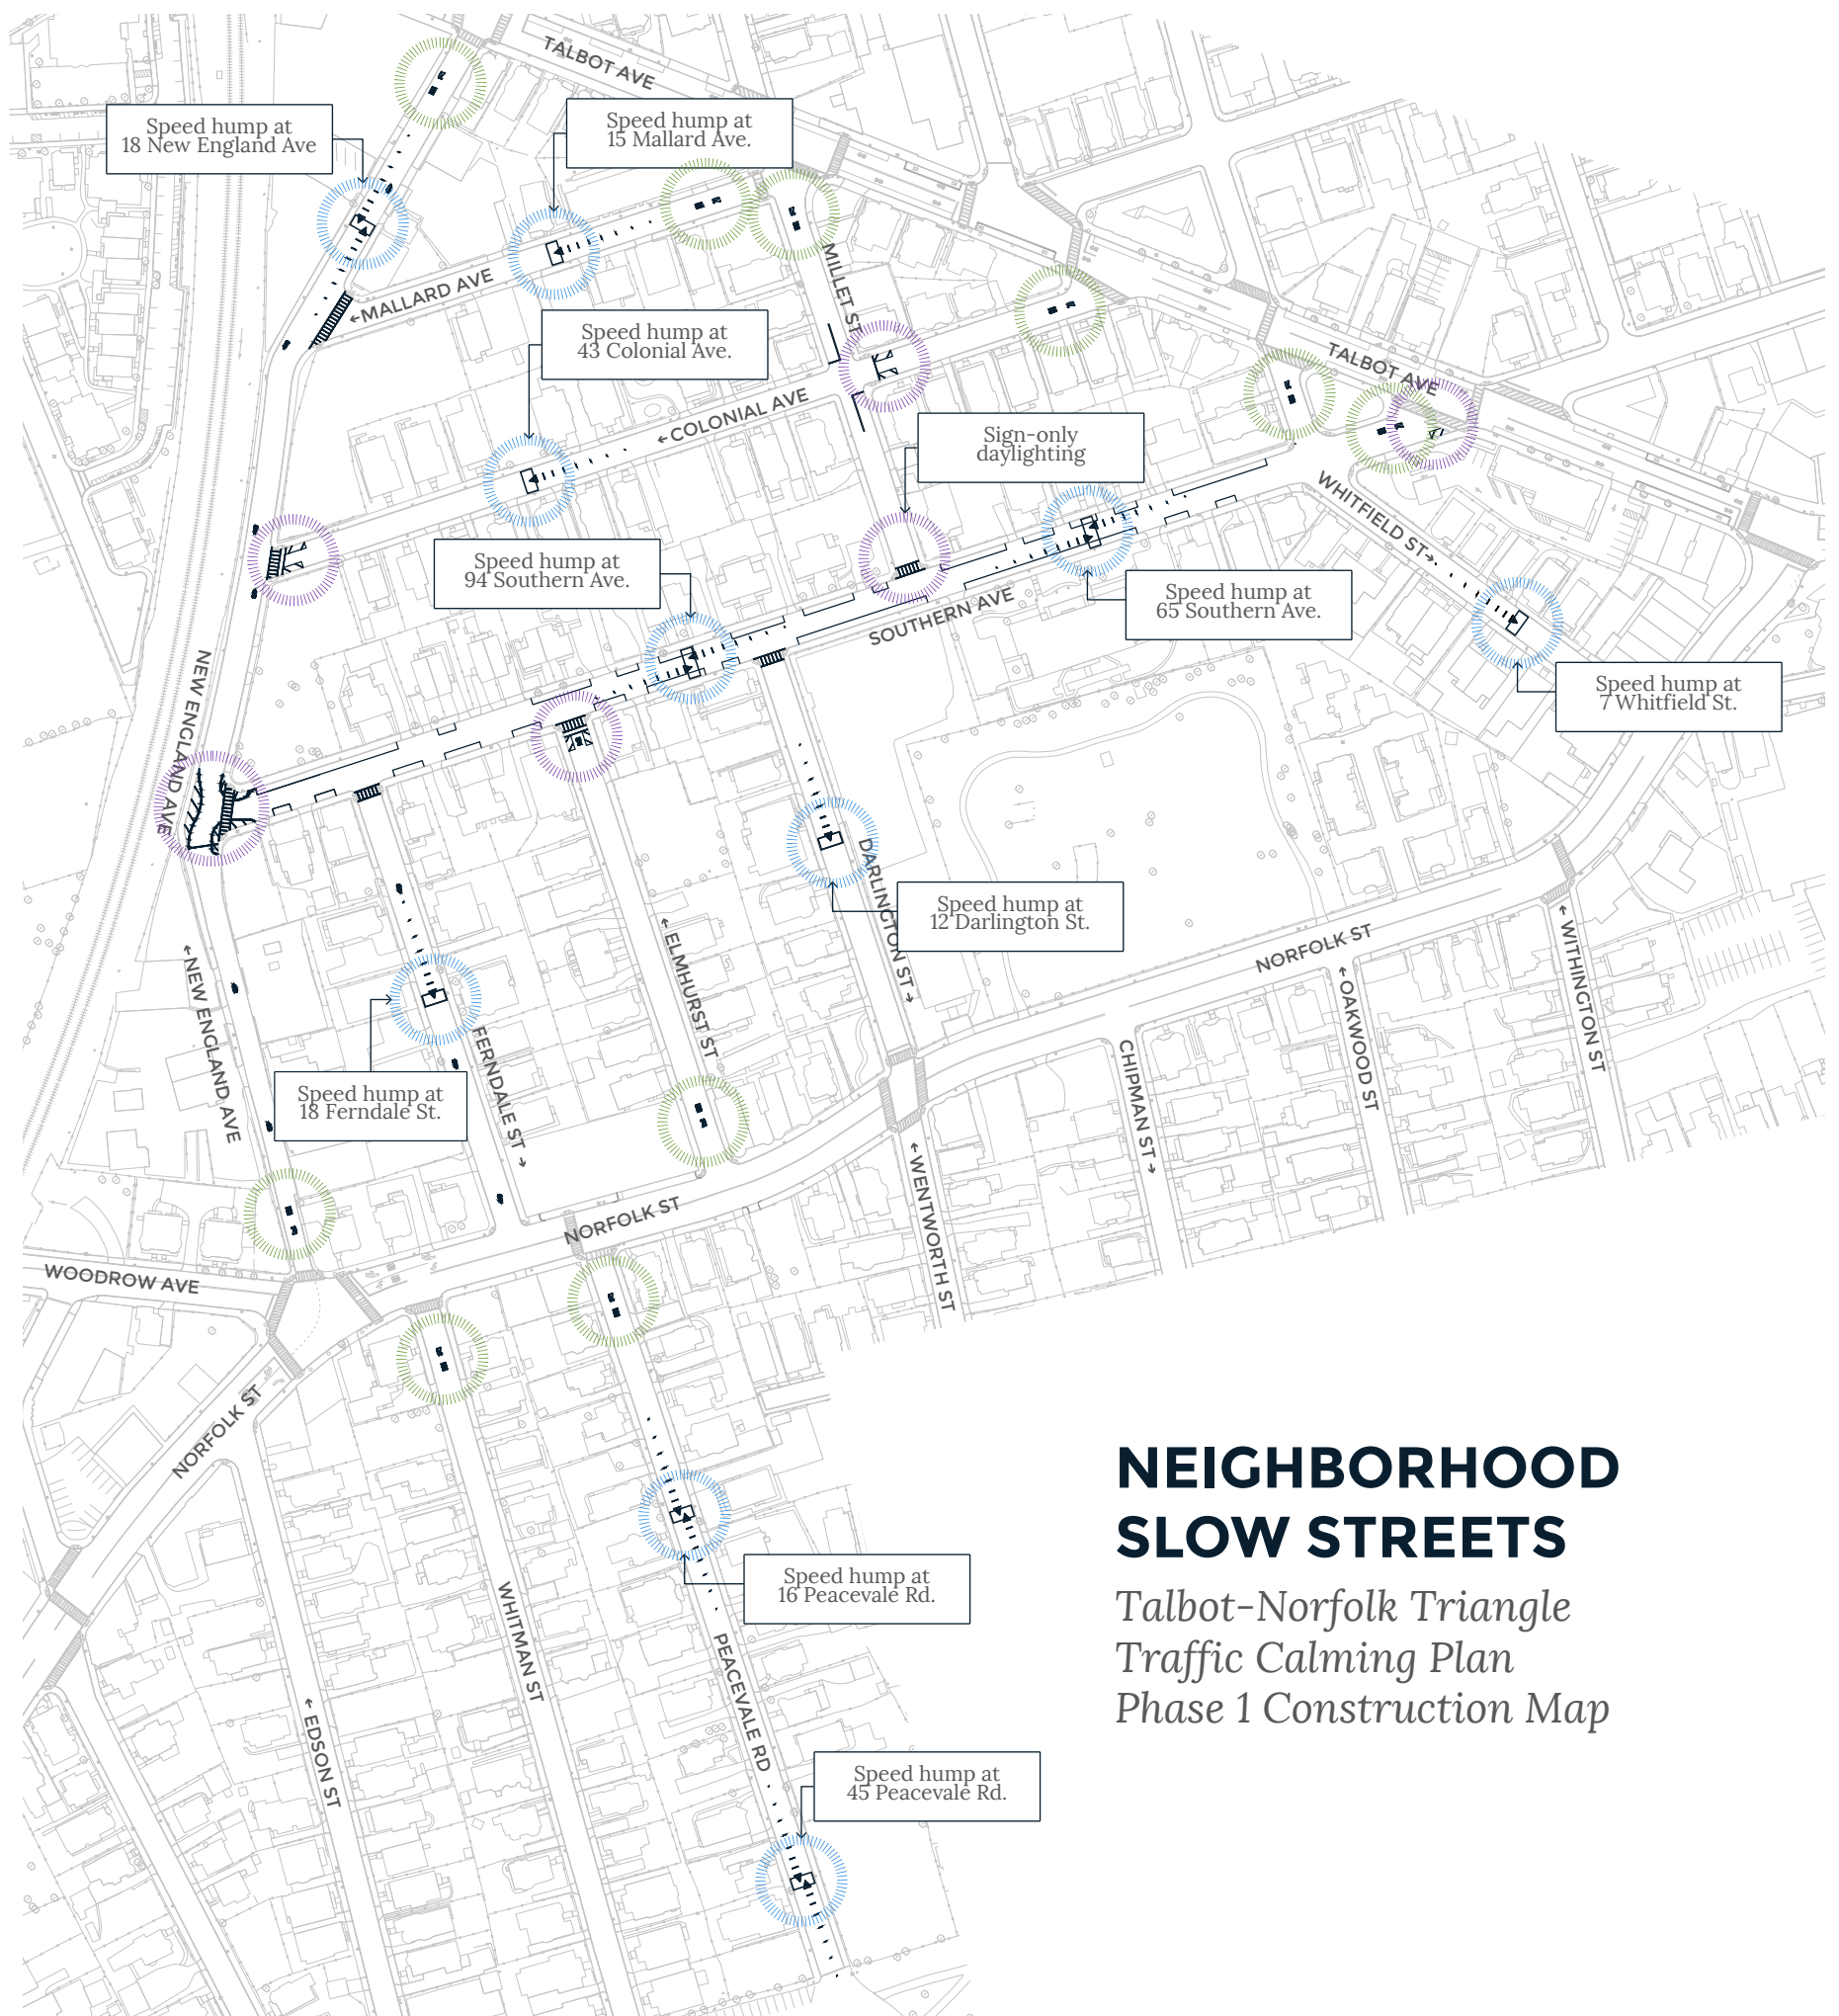 TALBOT AVE
Speed hump at
18 New England Ave
Speed hump at
15 Mallard Ave.
←MALLARD AVE
MILLET ST
Speed hump at
43 Colonial Ave.
←COLONIAL AVE
TALBOT AVE
Sign-only
daylighting
WHITFIELD ST→
Speed hump at
94 Southern Ave.
SOUTHERN AVE
Speed hump at
65 Southern Ave.
Speed hump at
7 Whitfield St.
NEW ENGLAND AVE
DARLINGTON ST →
Speed hump at
12 Darlington St.
←NEW ENGLAND AVE
←ELMHURST ST
NORFOLK ST
←WITHINGTON ST
←OAKWOOD ST
FERNDALE ST →
CHIPMAN ST →
Speed hump at
18 Ferndale St.
←WENTWORTH ST
NORFOLK ST
WOODROW AVE
NORFOLK ST
NEIGHBORHOOD
SLOW STREETS
Talbot-Norfolk Triangle
Traffic Calming Plan
Phase 1 Construction Map
Speed hump at
16 Peacevale Rd.
WHITMAN ST
PEACEVALE RD
← EDSON ST
Speed hump at
45 Peacevale Rd.